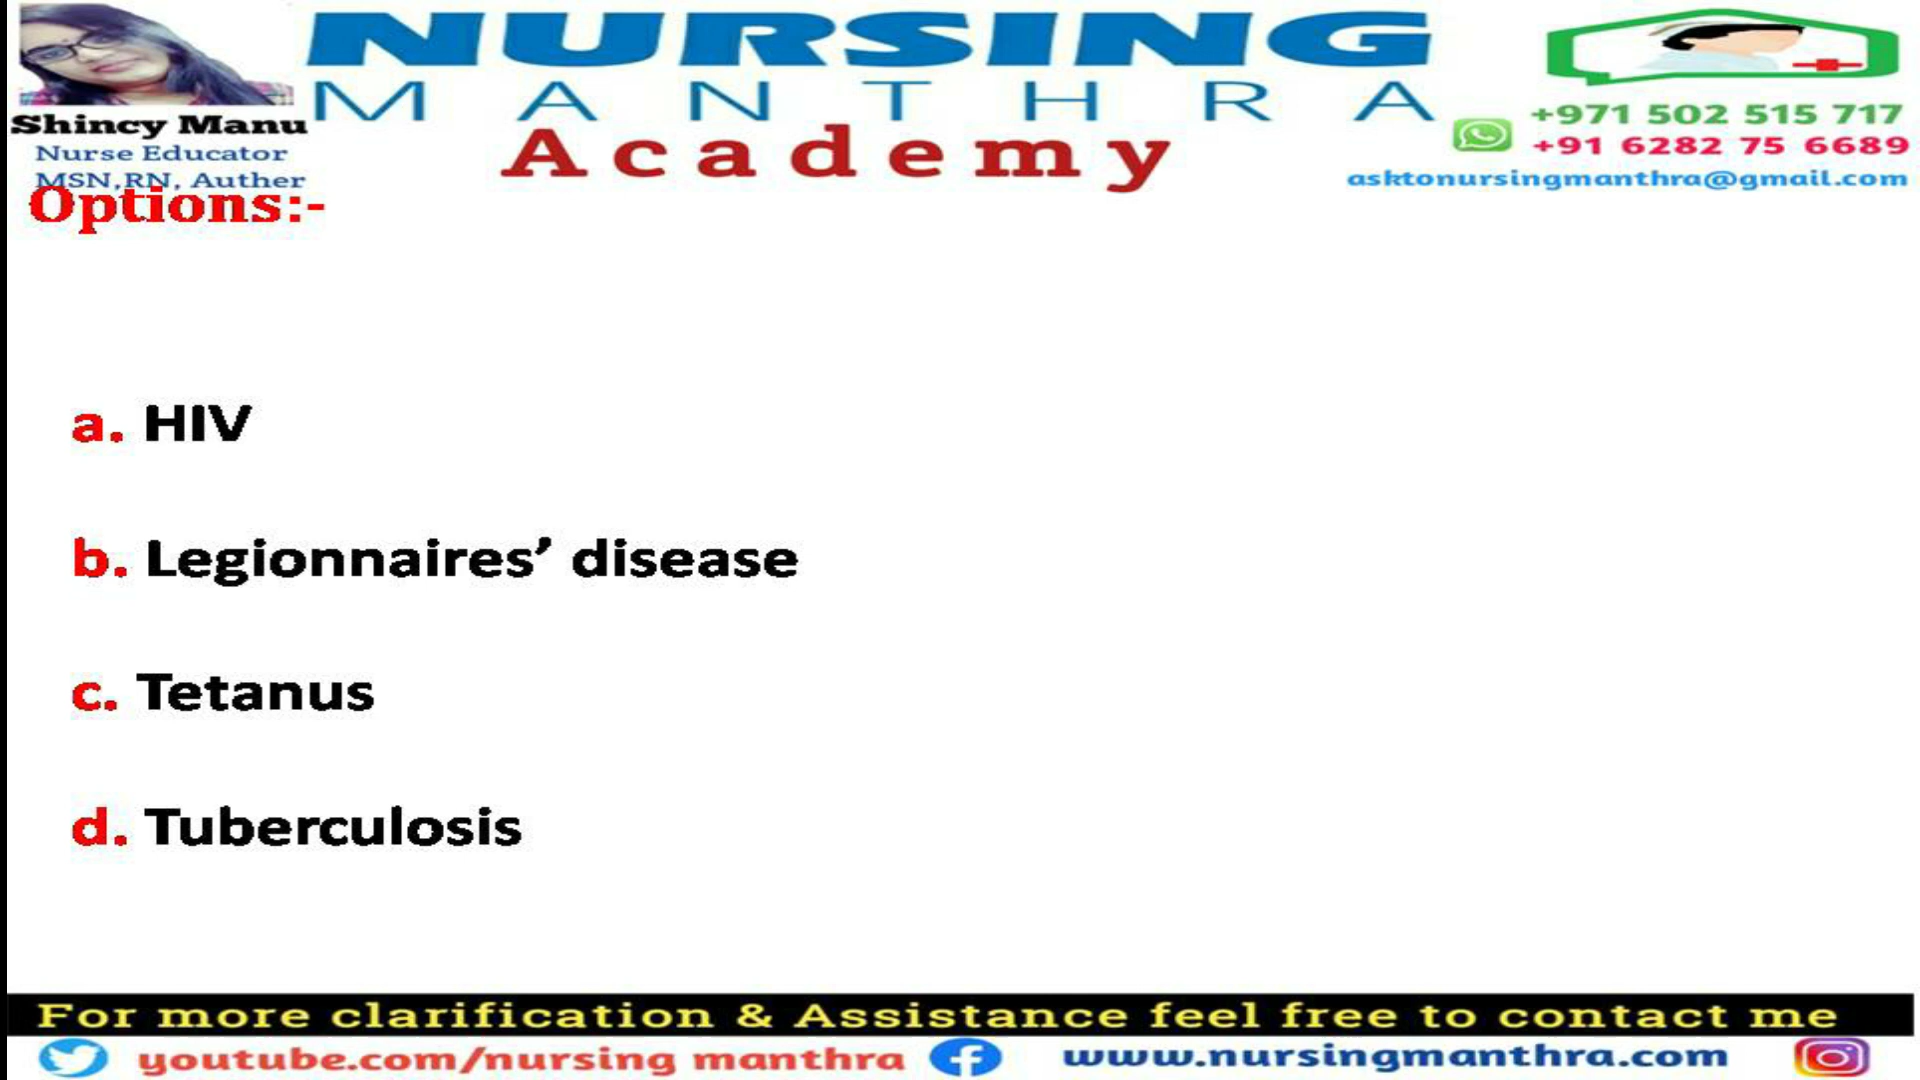 NURSING
MANTHRA
Academy
Shincy Manu
Nurse Educator
MSN,RN, Auther
+971 502 515 717
+91 6282 75 6689
asktonursingmanthra@gmail.com
Options:-
a. HIV
b. Legionnaires’ disease
c. Tetanus
d. Tuberculosis
For more clarification & Assistance feel free to contact me
youtube.com/nursing manthra
www.nursingmanthra.com